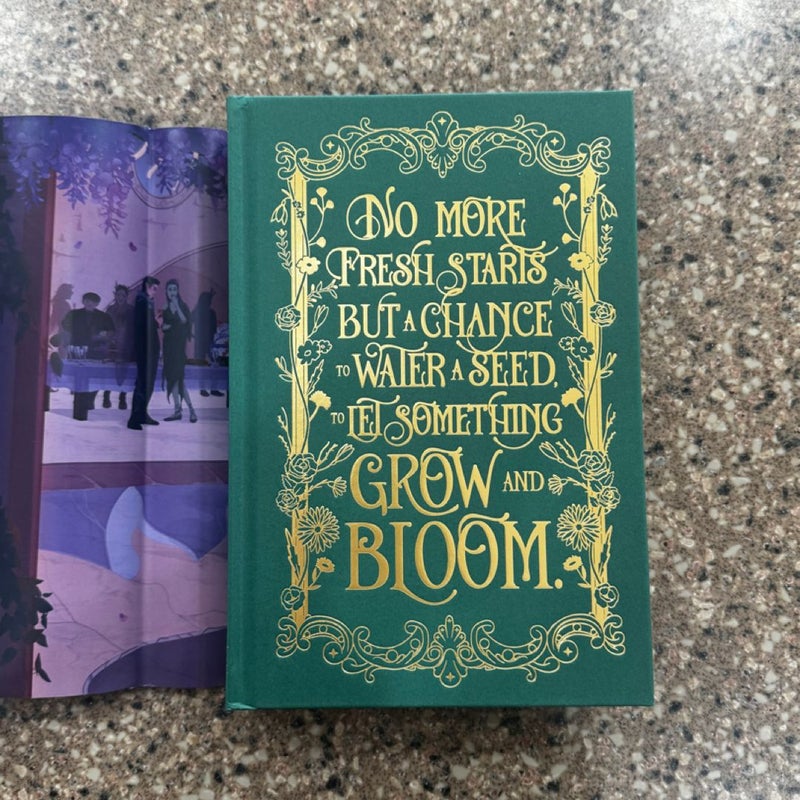 No more
Fresh starts
but a chance
to water a seed,
to let something
grow and
bloom.